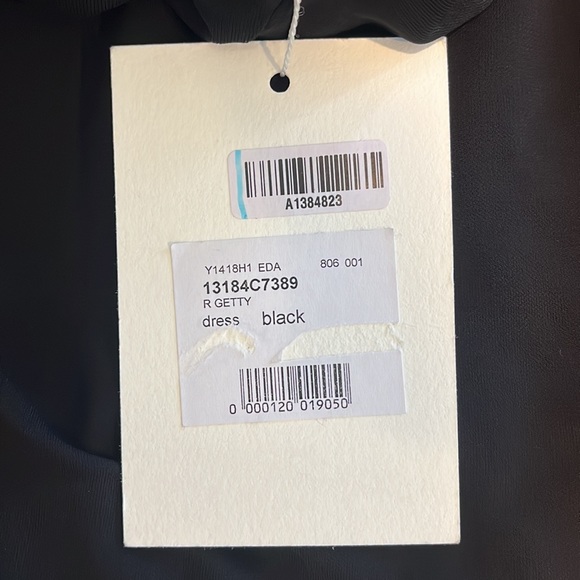 A1384823
Y1418H1 EDA 806 001
13184C7389
R GETTY
dress black
0 000120 019050